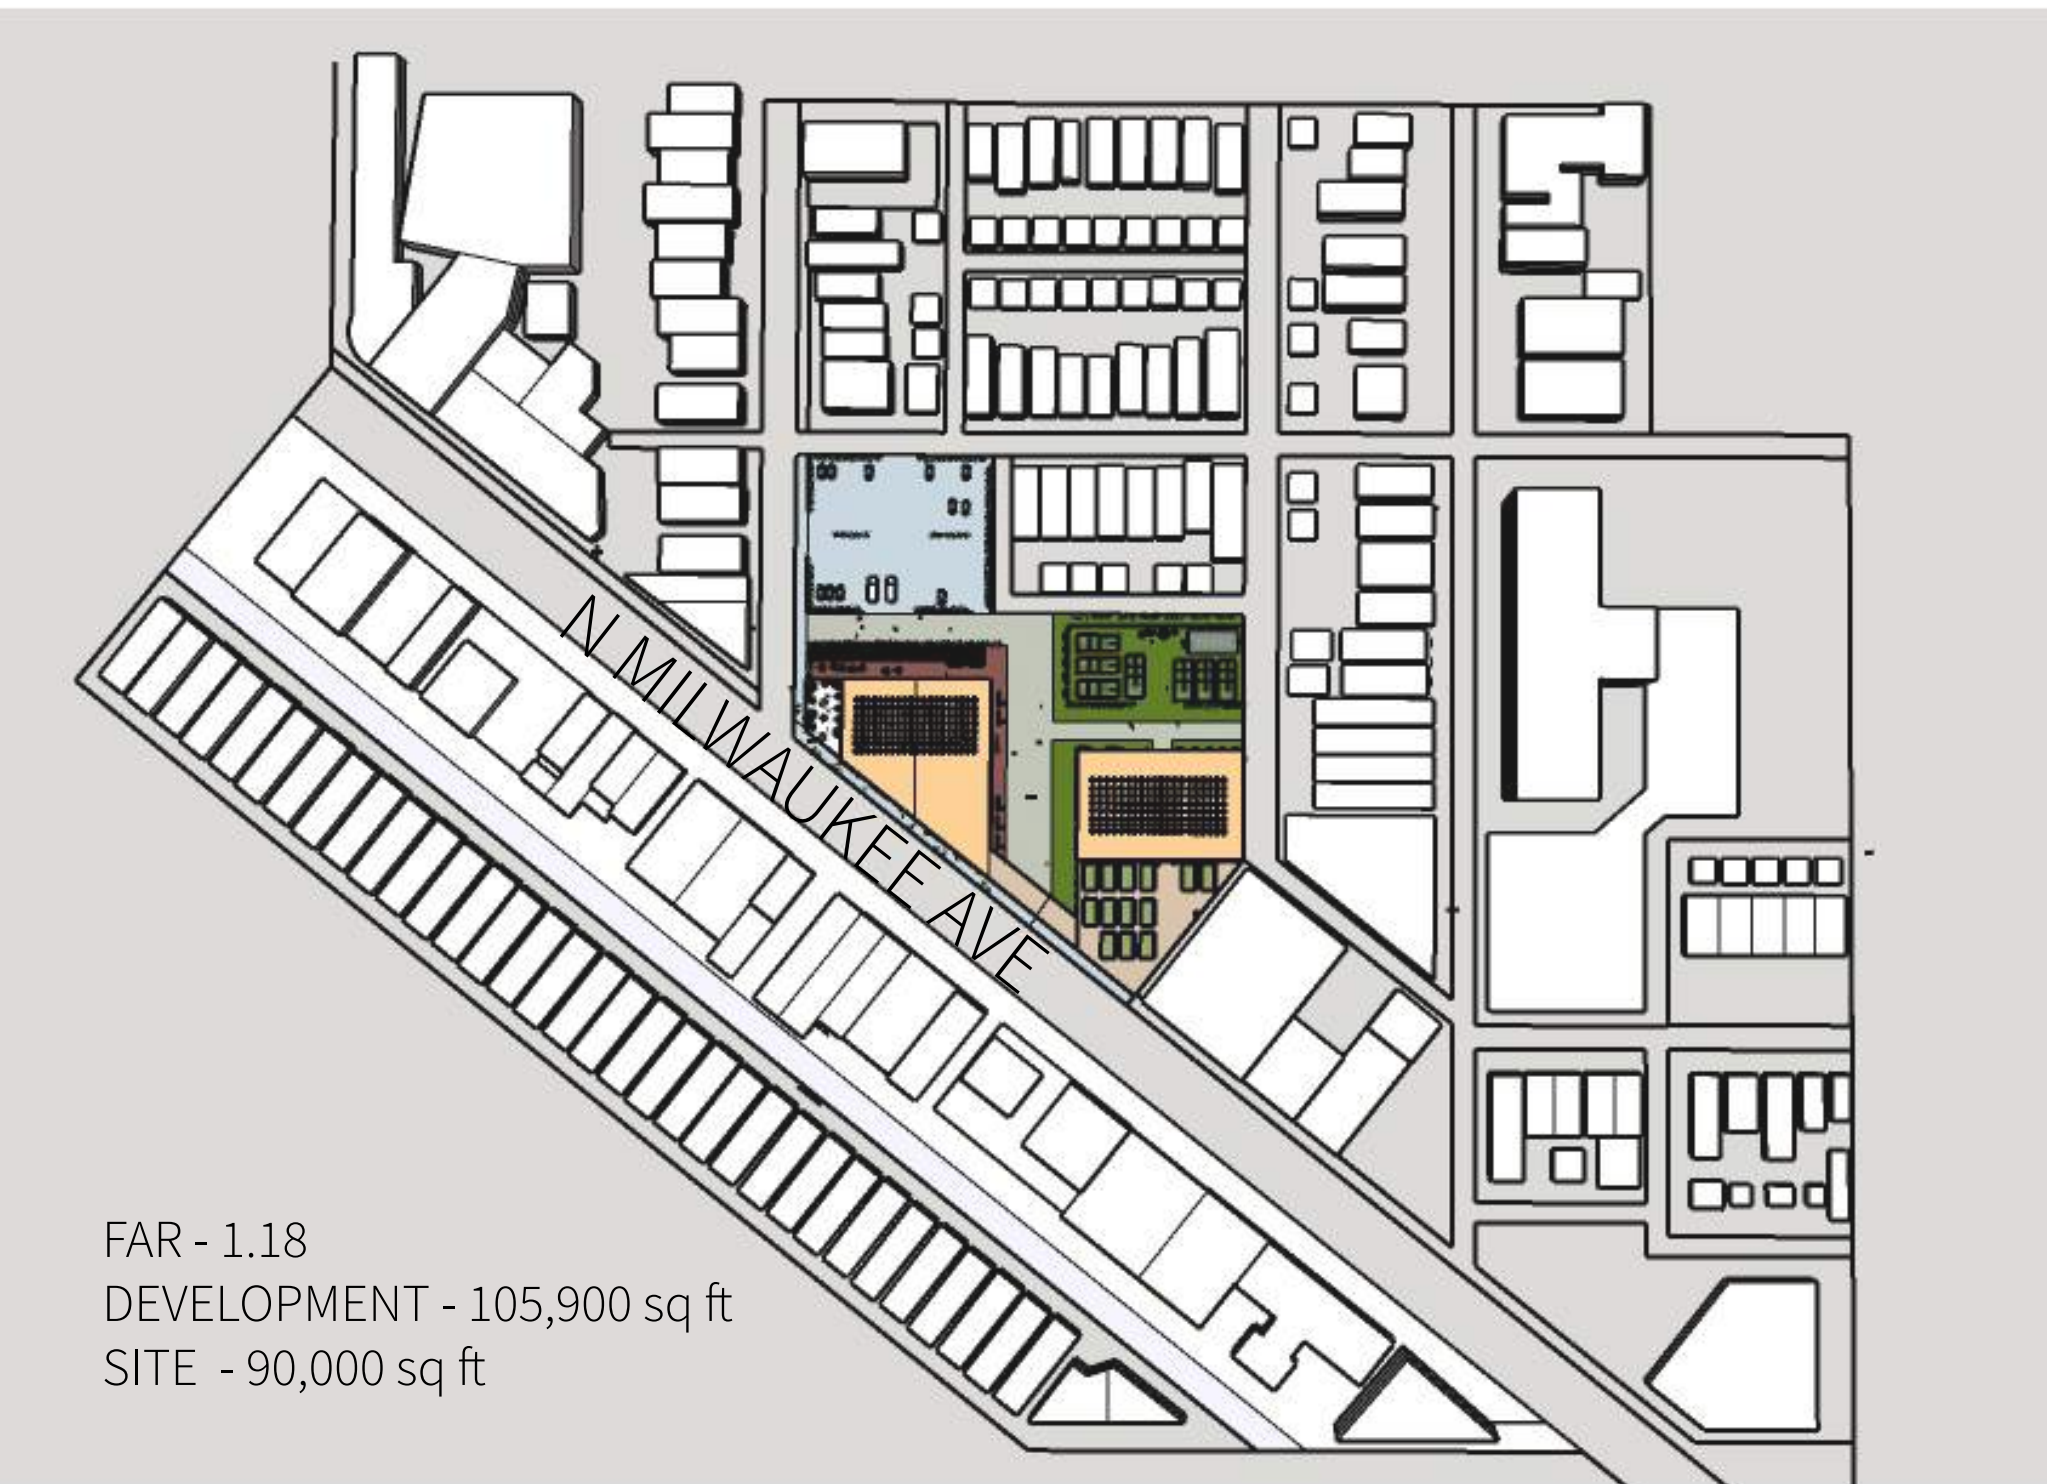 N MILWAUKEE AVE
FAR - 1.18
DEVELOPMENT - 105,900 sq ft
SITE - 90,000 sq ft